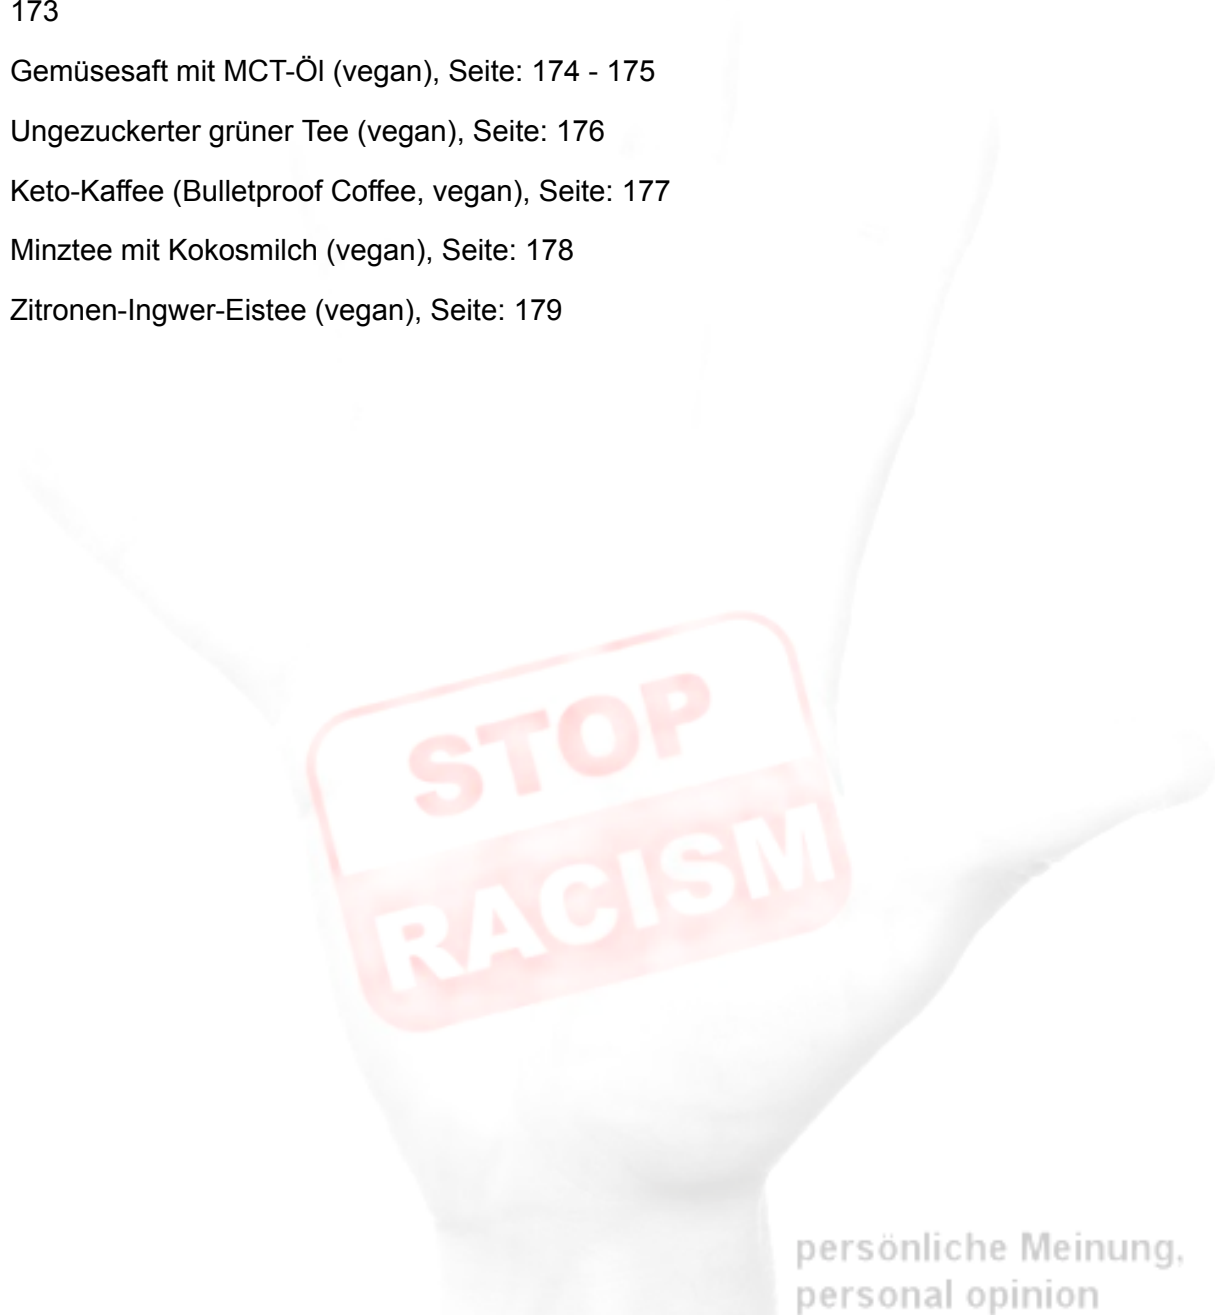 173
Gemüsesaft mit MCT-Öl (vegan), Seite: 174 - 175
Ungezuckerter grüner Tee (vegan), Seite: 176
Keto-Kaffee (Bulletproof Coffee, vegan), Seite: 177
Minztee mit Kokosmilch (vegan), Seite: 178
Zitronen-Ingwer-Eistee (vegan), Seite: 179
STOP
RACISM
persönliche Meinung,
personal opinion